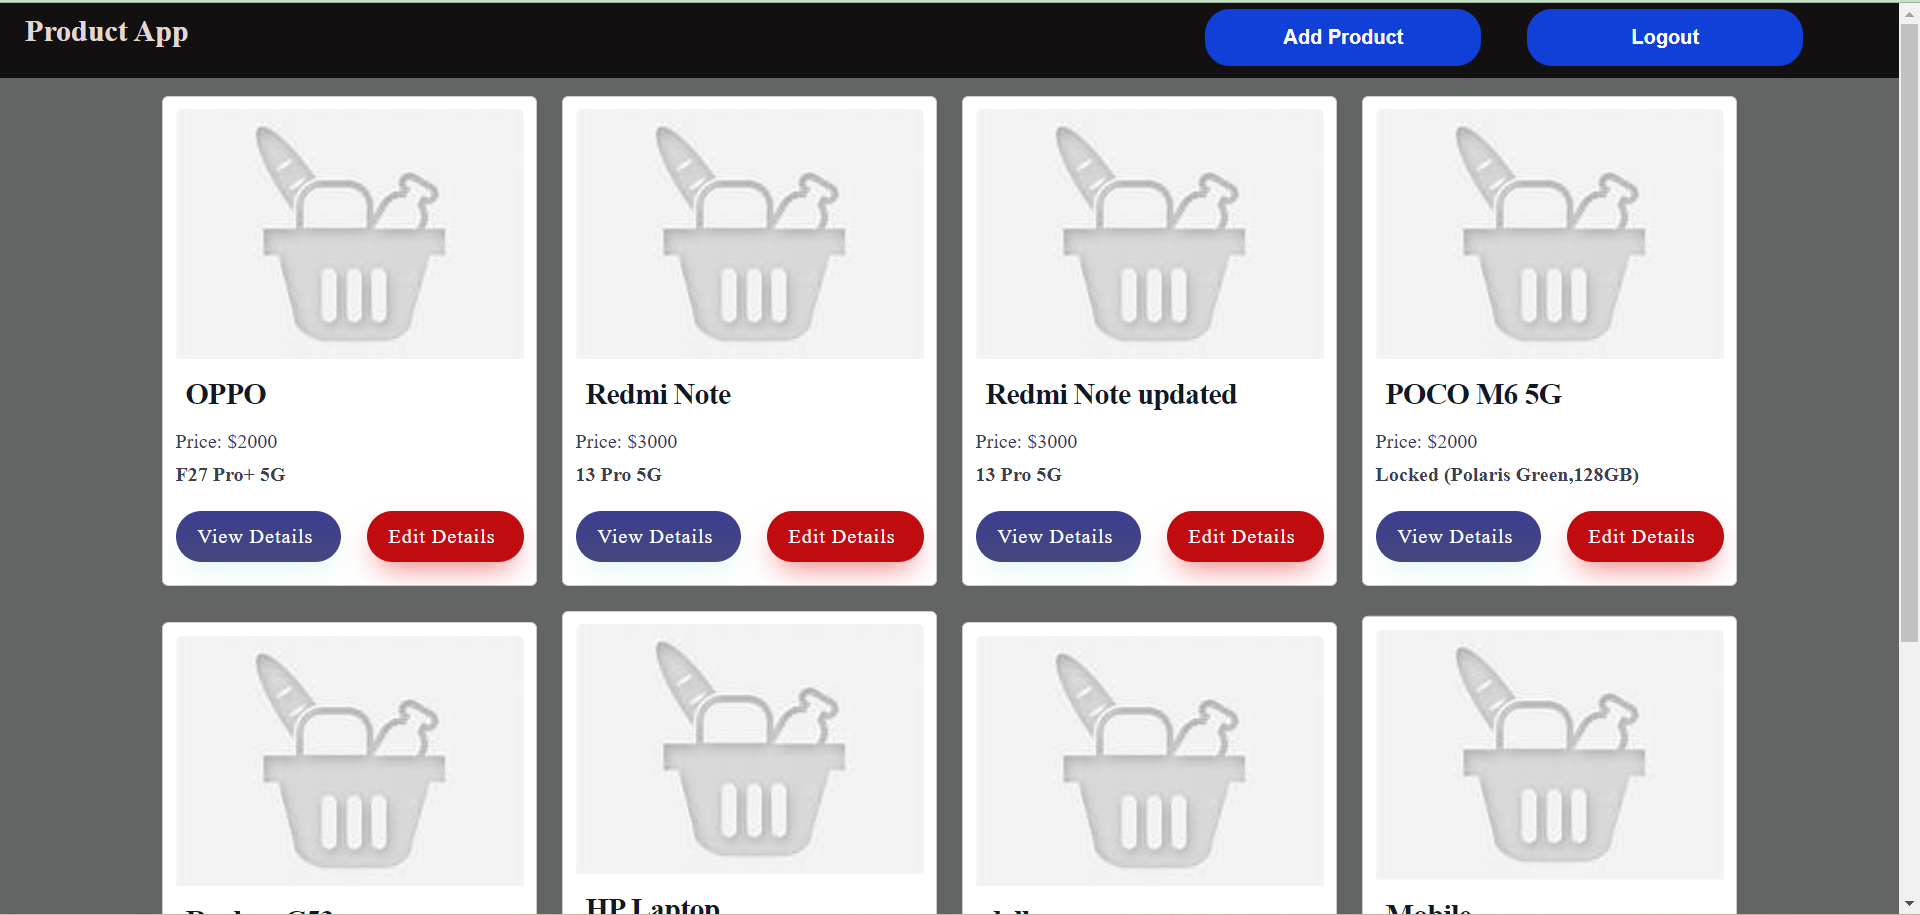 Product App
Add Product
Logout
OPPO
Price: $2000
F27 Pro+ 5G
View Details
Edit Details
Redmi Note
Price: $3000
13 Pro 5G
View Details
Edit Details
Redmi Note updated
Price: $3000
13 Pro 5G
View Details
Edit Details
POCO M6 5G
Price: $2000
Locked (Polaris Green,128GB)
View Details
Edit Details
HP Laptop
Mobile